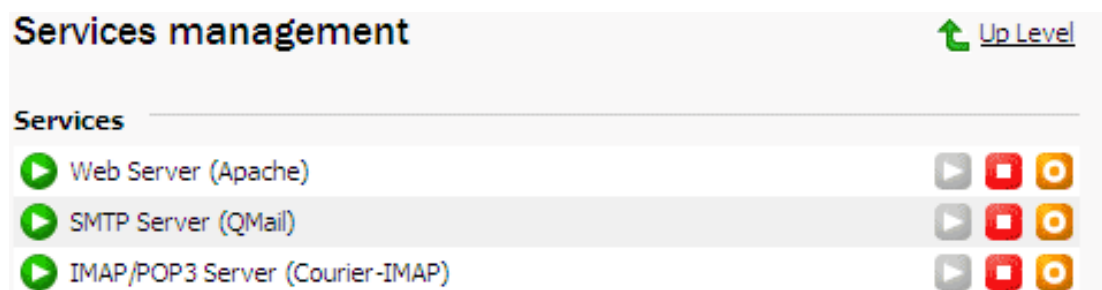 Services management
Up Level
Services
Web Server (Apache)
SMTP Server (QMail)
IMAP/POP3 Server (Courier-IMAP)